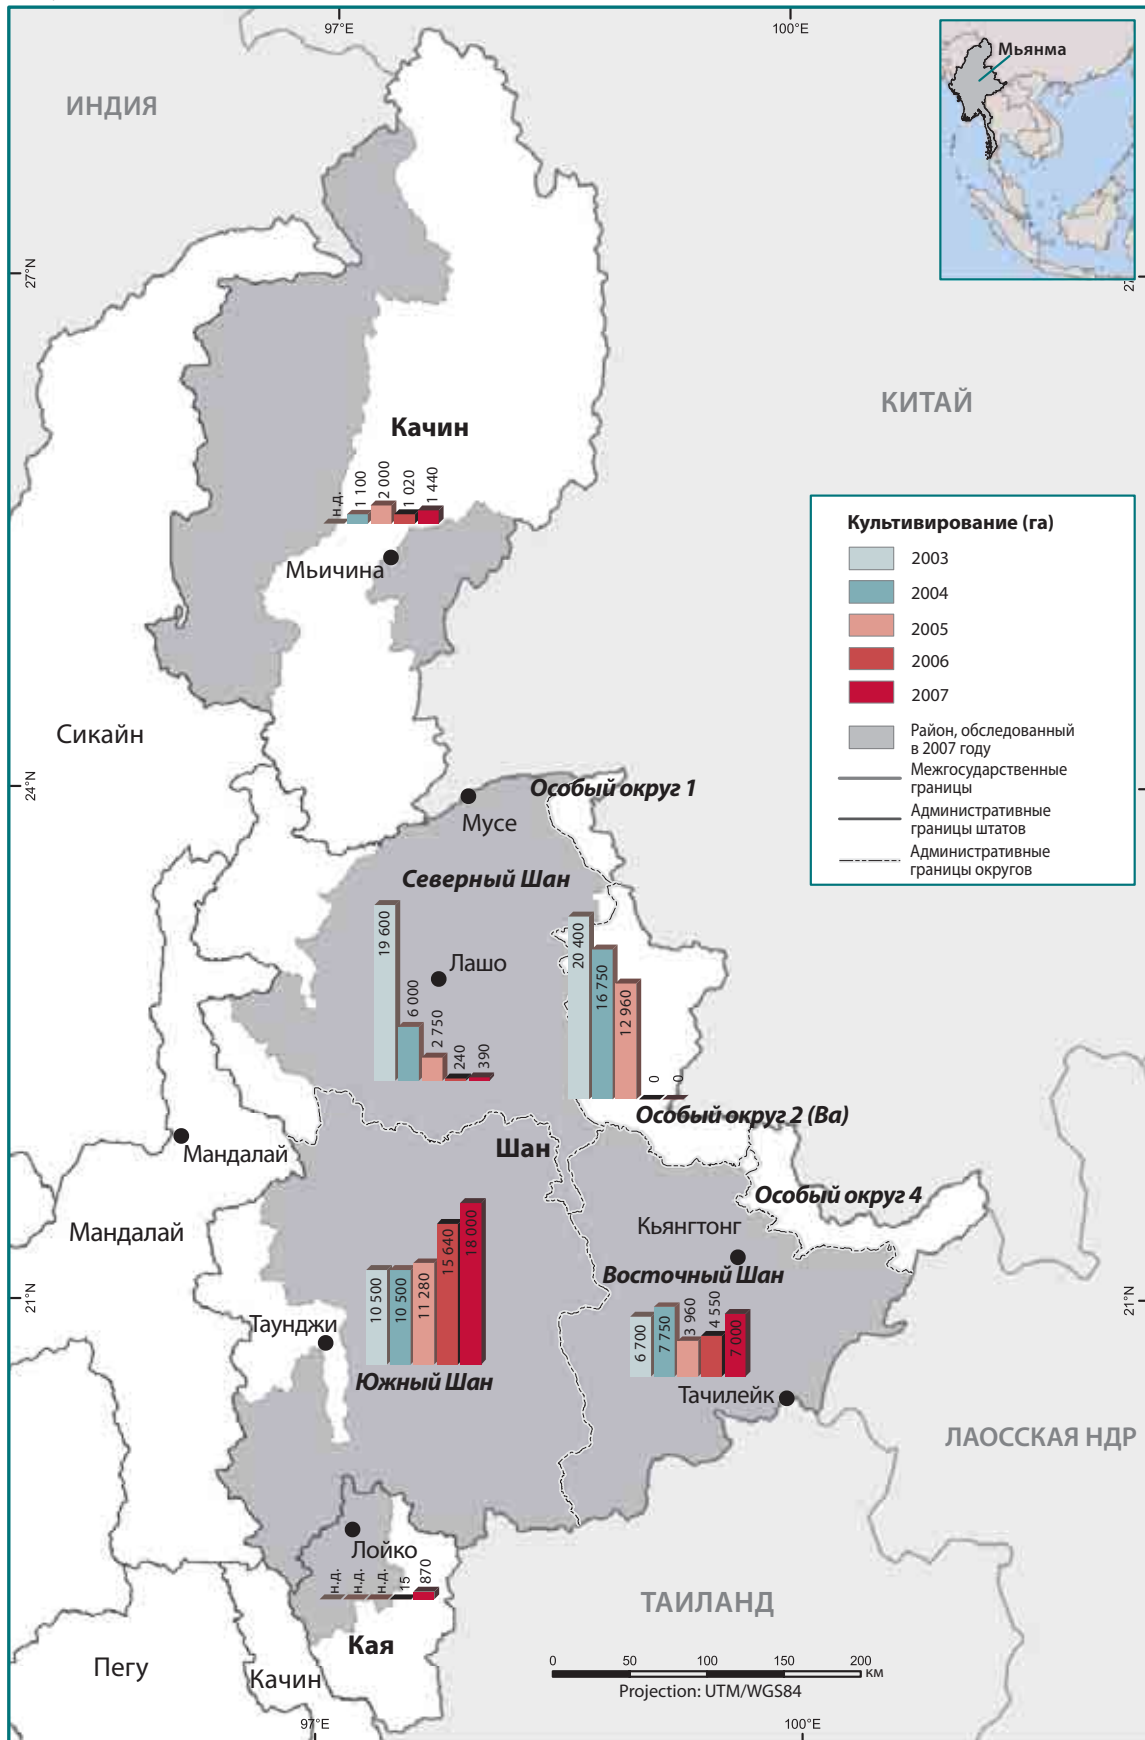 97°E
100°E
Мьянма
ИНДИЯ
27°N
27
КИТАЙ
Качин
н.д.
1 100
2 000
1 020
1 440
Мьичина
Культивирование (га)
2003
2004
2005
2006
2007
Район, обследованный
в 2007 году
Межгосударственные
границы
Административные
границы штатов
Административные
границы округов
Сикайн
24°N
Особый округ 1
Мусе
Северный Шан
19 600
6 000
2 750
240
390
Лашо
20 400
16 750
12 960
0
0
Особый округ 2 (Ва)
Мандалай
Шан
Особый округ 4
Мандалай
Кьянгтонг
21°N
21°N
10 500
10 500
11 280
15 640
18 000
Восточный Шан
6 700
7 750
3 960
4 550
7 000
Таунджи
Южный Шан
Тачилейк
ЛАОССКАЯ НДР
Лойко
н.д.
н.д.
н.д.
15
870
ТАИЛАНД
Кая
Пегу
Качин
0
50
100
150
200
км
Projection: UTM/WGS84
97°E
100°E